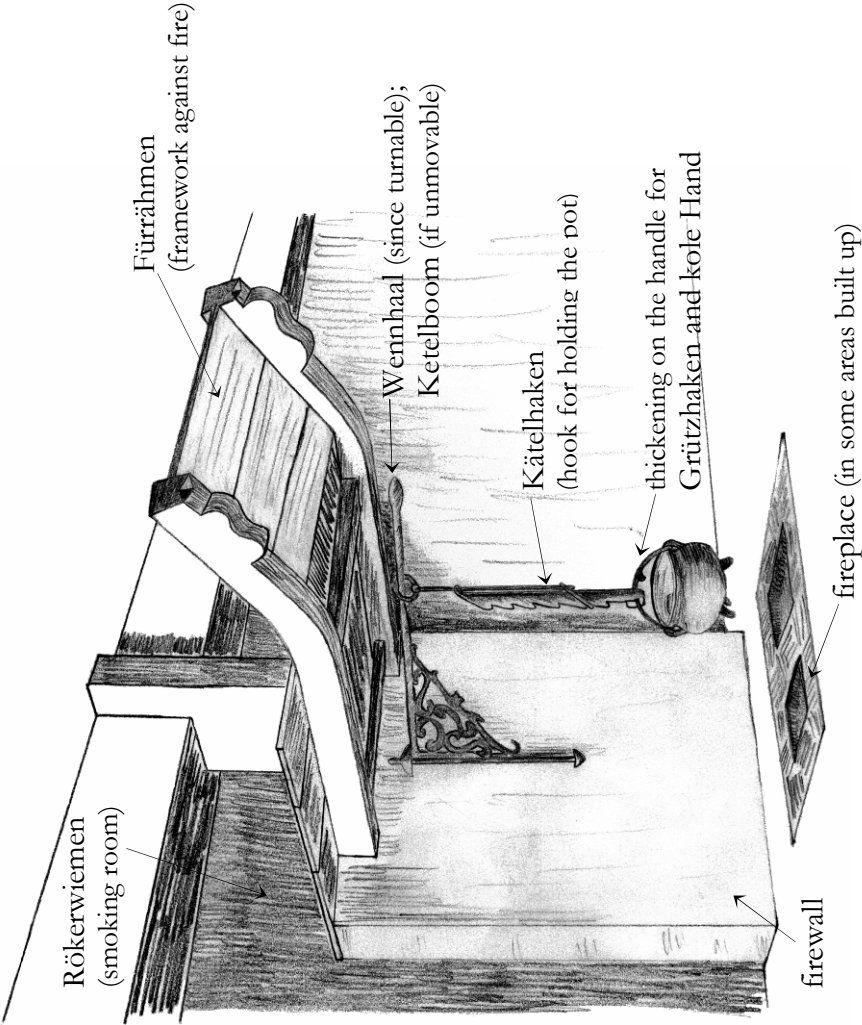 Fürrähmen
(framework against fire)
Wennhaal (since turnable);
Ketelboom (if unmovable)
Kätelhaken
(hook for holding the pot)
thickening on the handle for
Grützhaken and kole Hand
fireplace (in some areas built up)
Rökerwiemen
(smoking room)
firewall